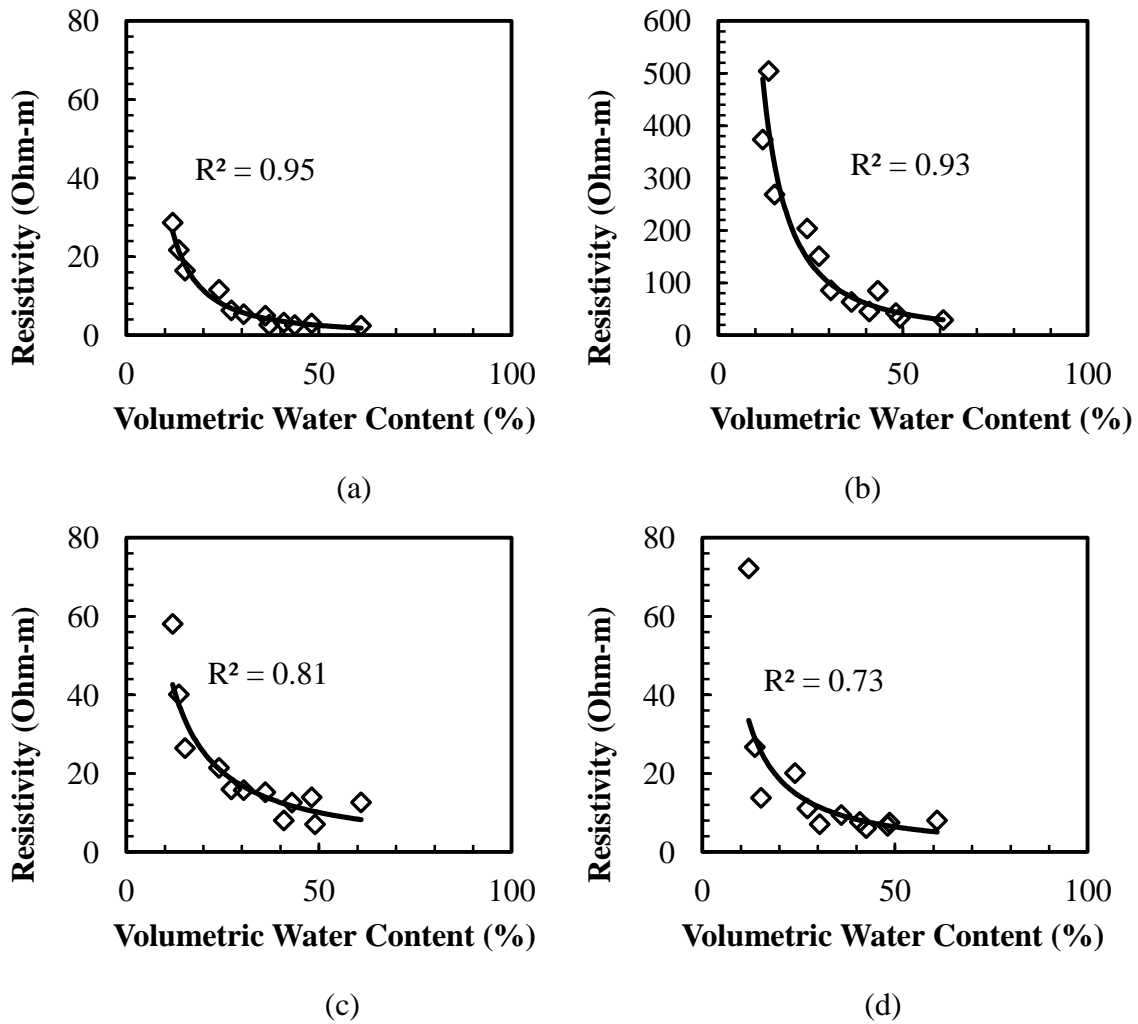 80
60
40
20
0
Resistivity (Ohm-m)
R² = 0.95
0 50 100
Volumetric Water Content (%)
(a)
600
500
400
300
200
100
0
Resistivity (Ohm-m)
R² = 0.93
0 50 100
Volumetric Water Content (%)
(b)
80
60
40
20
0
Resistivity (Ohm-m)
R² = 0.81
0 50 100
Volumetric Water Content (%)
(c)
80
60
40
20
0
Resistivity (Ohm-m)
R² = 0.73
0 50 100
Volumetric Water Content (%)
(d)